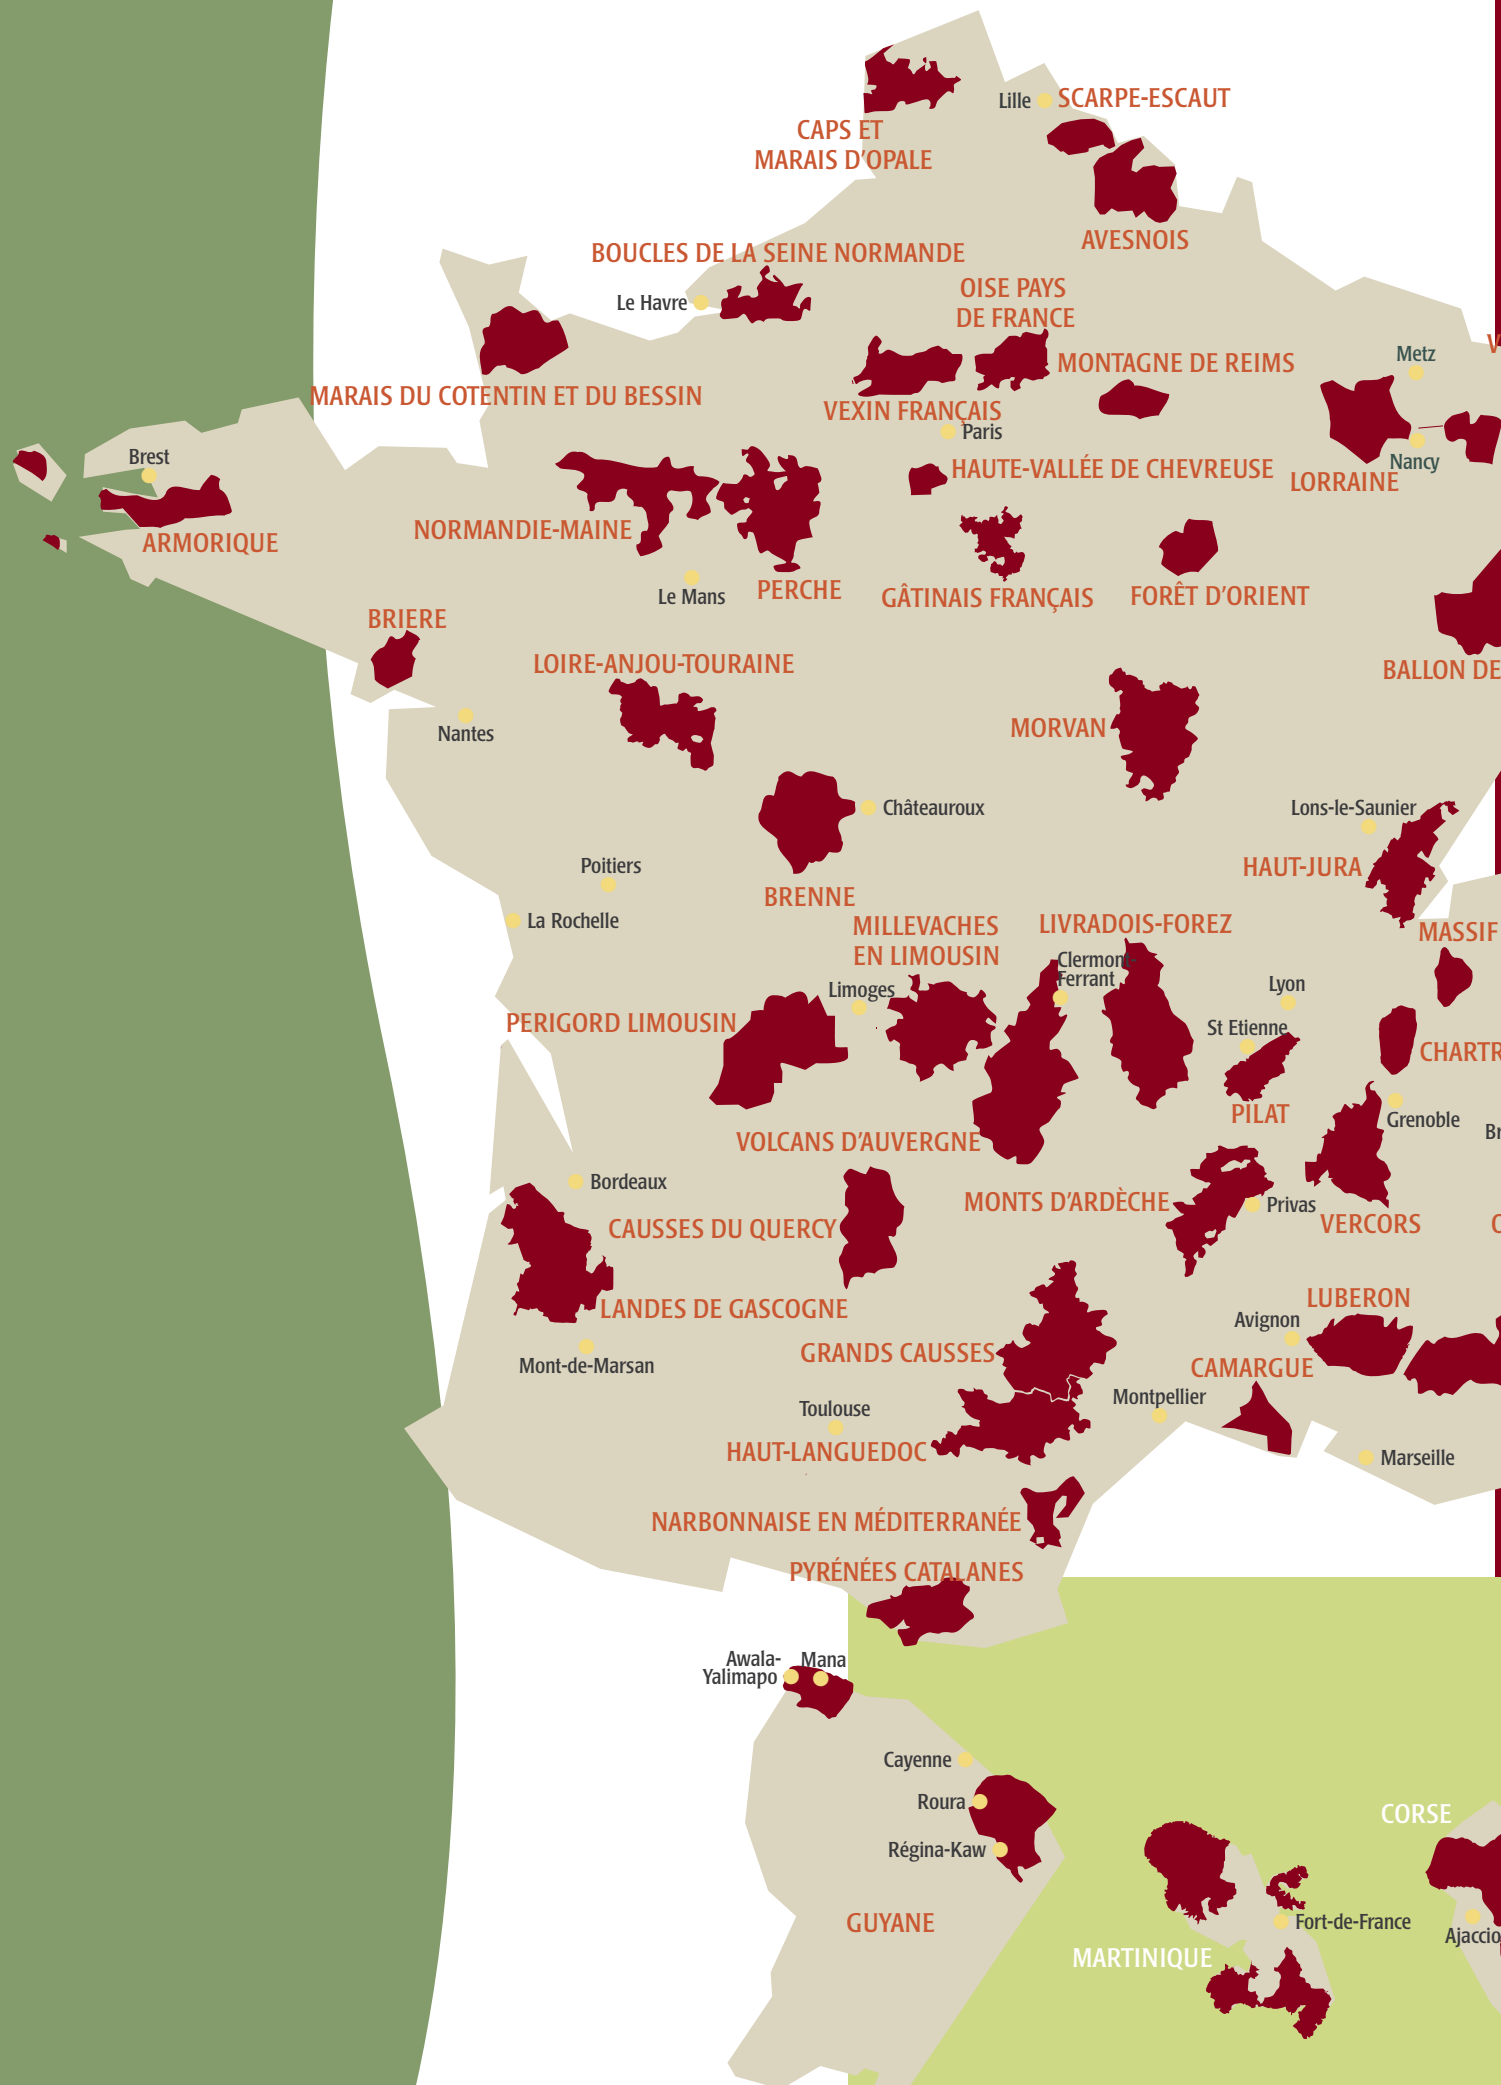 Lille
SCARPE-ESCAUT
CAPS ET
MARAIS D'OPALE
AVESNOIS
BOUCLES DE LA SEINE NORMANDE
Le Havre
OISE PAYS
DE FRANCE
V
Metz
MONTAGNE DE REIMS
MARAIS DU COTENTIN ET DU BESSIN
VEXIN FRANÇAIS
Paris
Brest
Nancy
HAUTE-VALLÉE DE CHEVREUSE
LORRAINE
NORMANDIE-MAINE
ARMORIQUE
Le Mans
PERCHE
GÂTINAIS FRANÇAIS
FORÊT D'ORIENT
BRIERE
LOIRE-ANJOU-TOURAINE
BALLON DE
Nantes
MORVAN
Châteauroux
Lons-le-Saunier
Poitiers
HAUT-JURA
BRENNE
La Rochelle
MILLEVACHES
EN LIMOUSIN
LIVRADOIS-FOREZ
MASSIF
Clermont-
Ferrant
Limoges
Lyon
PERIGORD LIMOUSIN
St Etienne
CHARTR
PILAT
Grenoble
Br
VOLCANS D'AUVERGNE
Bordeaux
MONTS D'ARDÈCHE
Privas
CAUSSES DU QUERCY
VERCORS
LANDES DE GASCOGNE
LUBERON
Avignon
GRANDS CAUSSES
CAMARGUE
Mont-de-Marsan
Montpellier
Toulouse
HAUT-LANGUEDOC
Marseille
NARBONNAISE EN MÉDITERRANÉE
PYRÉNÉES CATALANES
Awala-
Yalimapo
Mana
Cayenne
Roura
CORSE
Régina-Kaw
GUYANE
Fort-de-France
Ajaccio
MARTINIQUE